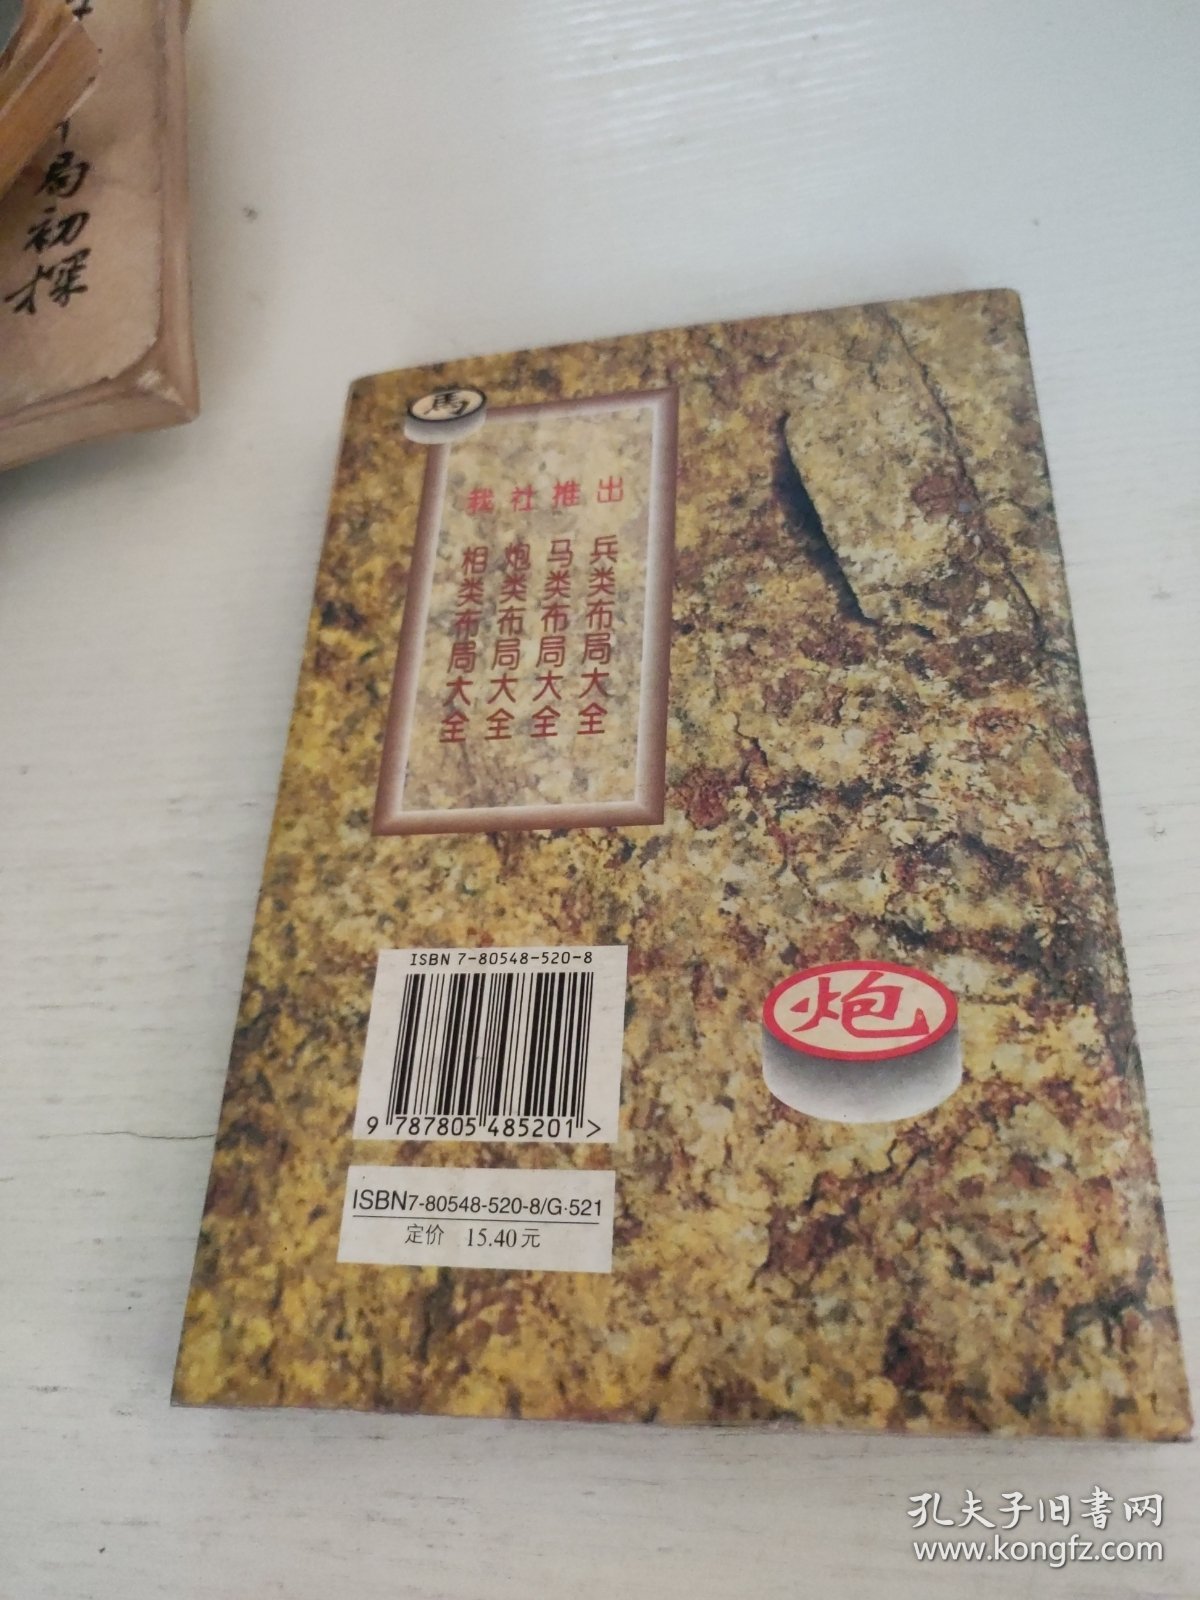 局初探
馬
我社推出
兵类布局大全
马类布局大全
炮类布局大全
相类布局大全
ISBN 7-80548-520-8
9 787805 485201 >
炮
ISBN7-80548-520-8/G·521
定价 15.40元
孔夫子旧书网
www.kongfz.com